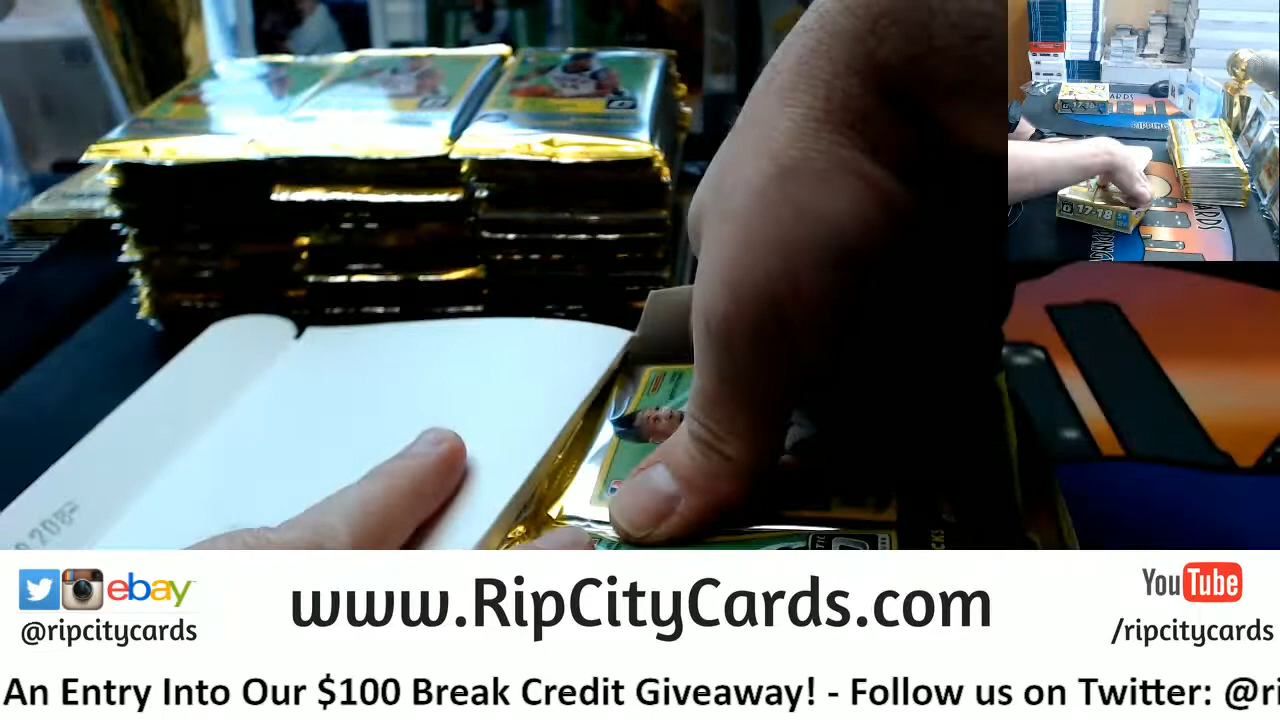 17-18
ebay
@ripcitycards
www.RipCityCards.com
YouTube
/ripcitycards
An Entry Into Our $100 Break Credit Giveaway! - Follow us on Twitter: @ri